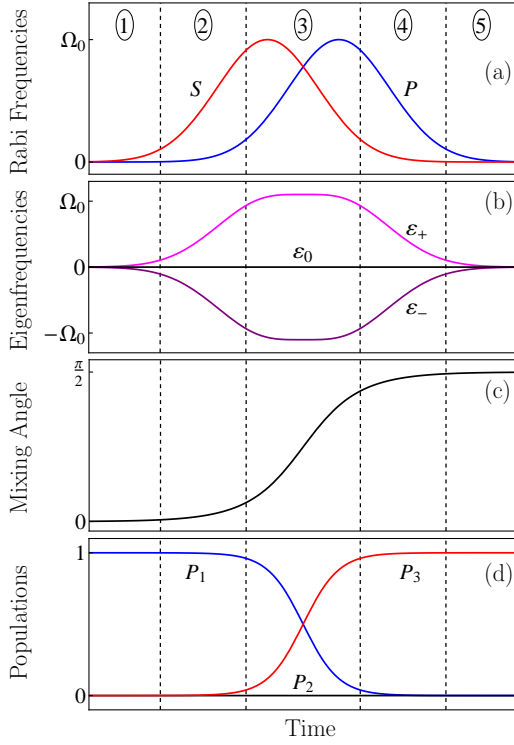 ① ② ③ ④ ⑤
Rabi Frequencies
Ω₀
0
S
P
(a)
Eigenfrequencies
Ω₀
0
−Ω₀
ε₊
ε₀
ε₋
(b)
Mixing Angle
π/2
0
(c)
Populations
1
0
P₁
P₃
P₂
(d)
Time